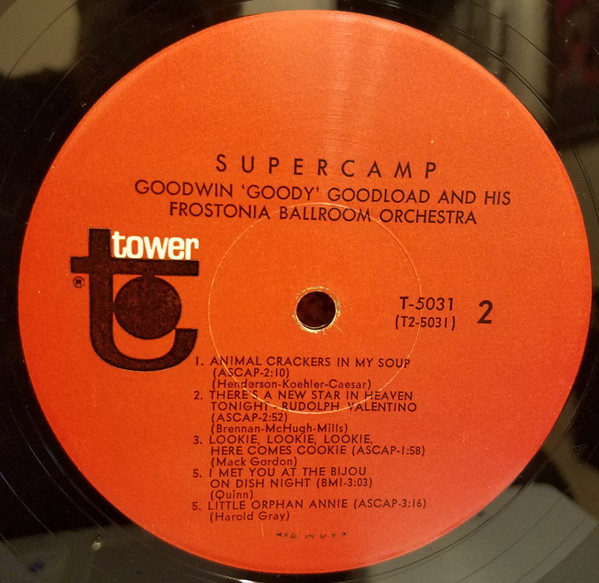 SUPERCAMP
GOODWIN 'GOODY' GOODLOAD AND HIS
FROSTONIA BALLROOM ORCHESTRA
tower
t
®
T-5031
(T2-5031)
2
1. ANIMAL CRACKERS IN MY SOUP
(ASCAP-2:10)
(Henderson-Koehler-Caesar)
2. THERE'S A NEW STAR IN HEAVEN
TONIGHT - RUDOLPH VALENTINO
(ASCAP-2:52)
(Brennan-McHugh-Mills)
3. LOOKIE, LOOKIE, LOOKIE,
HERE COMES COOKIE (ASCAP-1:58)
(Mack Gordon)
5. I MET YOU AT THE BIJOU
ON DISH NIGHT (BMI-3:03)
(Quinn)
5. LITTLE ORPHAN ANNIE (ASCAP-3:16)
(Harold Gray)